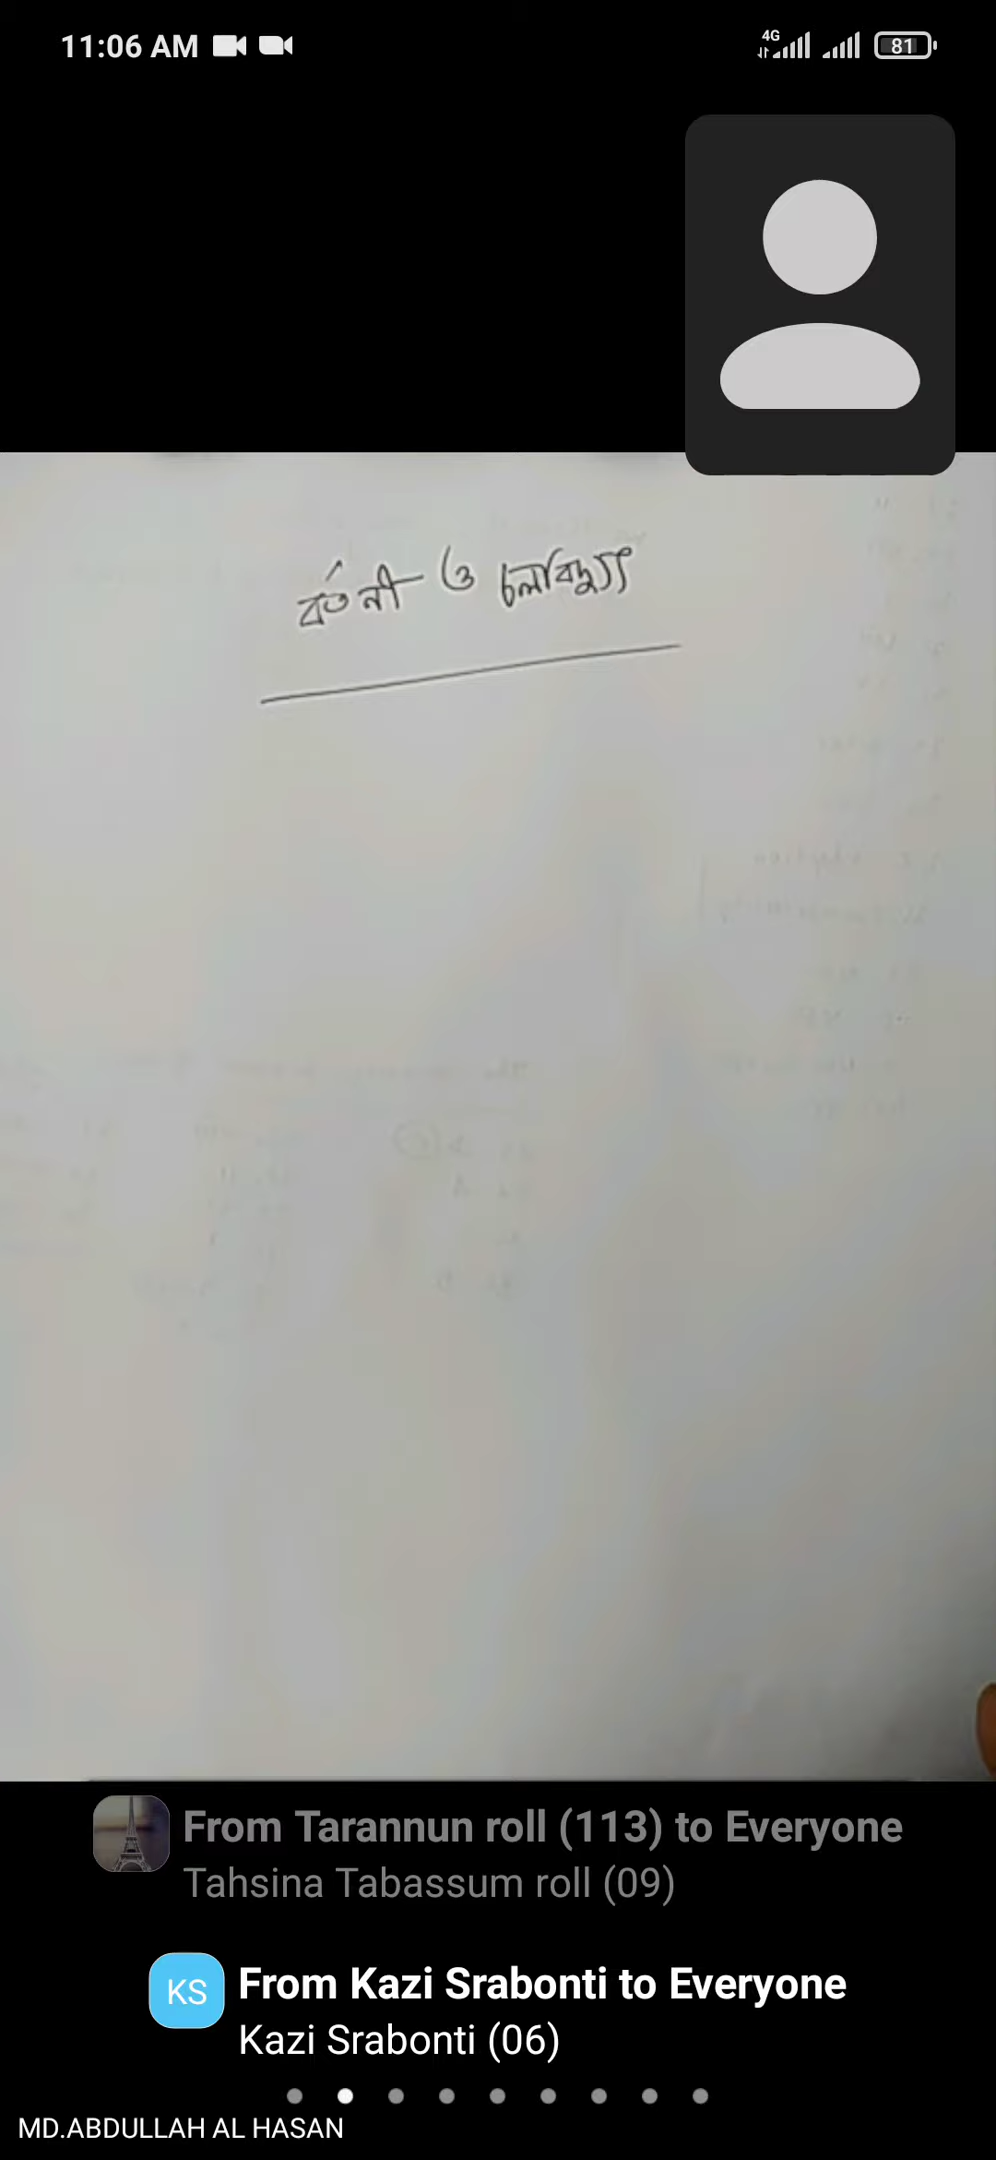 11:06 AM
4G
81
বর্তনী ও চলবিদ্যুৎ
From Tarannun roll (113) to Everyone
Tahsina Tabassum roll (09)
KS
From Kazi Srabonti to Everyone
Kazi Srabonti (06)
MD.ABDULLAH AL HASAN